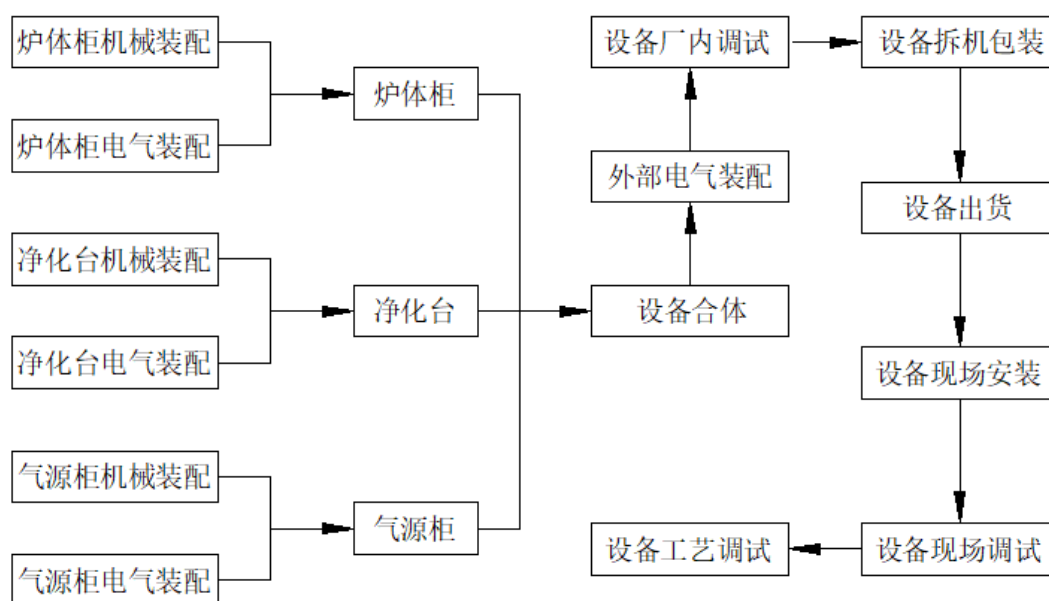 炉体柜机械装配
炉体柜电气装配
炉体柜
净化台机械装配
净化台电气装配
净化台
气源柜机械装配
气源柜电气装配
气源柜
设备合体
外部电气装配
设备厂内调试
设备拆机包装
设备出货
设备现场安装
设备现场调试
设备工艺调试